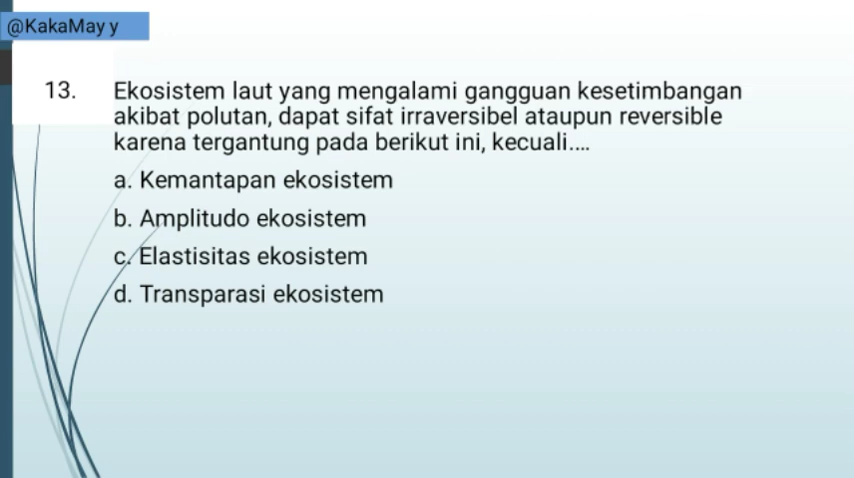 @KakaMay y
13. Ekosistem laut yang mengalami gangguan kesetimbangan
akibat polutan, dapat sifat irraversibel ataupun reversible
karena tergantung pada berikut ini, kecuali....
a. Kemantapan ekosistem
b. Amplitudo ekosistem
c. Elastisitas ekosistem
d. Transparasi ekosistem